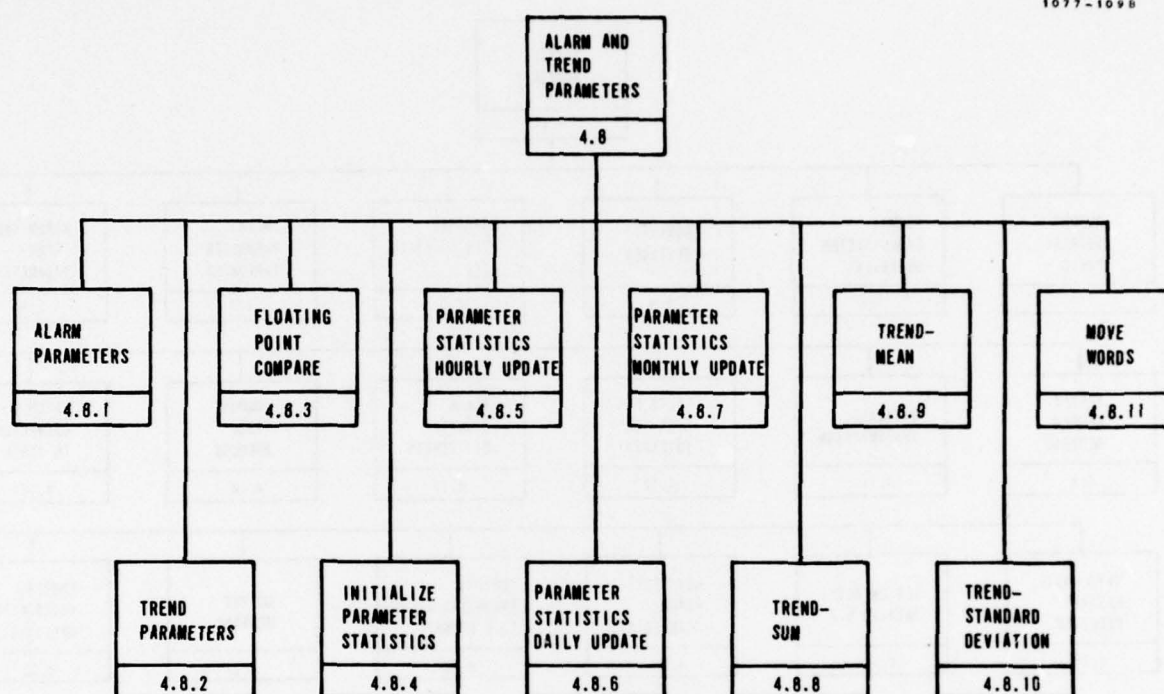 1077-1098
ALARM AND
TREND
PARAMETERS
4.8
ALARM
PARAMETERS
4.8.1
FLOATING
POINT
COMPARE
4.8.3
PARAMETER
STATISTICS
HOURLY UPDATE
4.8.5
PARAMETER
STATISTICS
MONTHLY UPDATE
4.8.7
TREND-
MEAN
4.8.9
MOVE
WORDS
4.8.11
TREND
PARAMETERS
4.8.2
INITIALIZE
PARAMETER
STATISTICS
4.8.4
PARAMETER
STATISTICS
DAILY UPDATE
4.8.6
TREND-
SUM
4.8.8
TREND-
STANDARD
DEVIATION
4.8.10